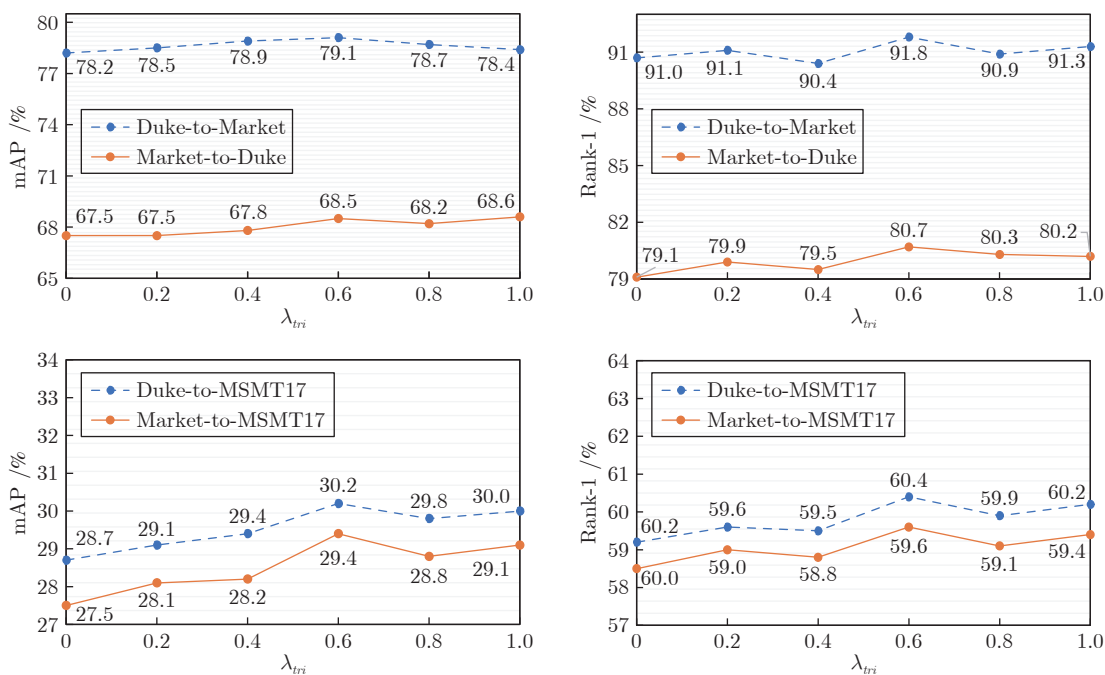 80
77
74
71
68
65
mAP /%
78.2 78.5 78.9 79.1 78.7 78.4
Duke-to-Market
Market-to-Duke
67.5 67.5 67.8 68.5 68.2 68.6
0 0.2 0.4 0.6 0.8 1.0
λtri
91
88
85
82
79
Rank-1 /%
91.0 91.1 90.4 91.8 90.9 91.3
Duke-to-Market
Market-to-Duke
79.1 79.9 79.5 80.7 80.3 80.2
0 0.2 0.4 0.6 0.8 1.0
λtri
34
33
32
31
30
29
28
27
mAP /%
Duke-to-MSMT17
Market-to-MSMT17
28.7 29.1 29.4 30.2 29.8 30.0
27.5 28.1 28.2 29.4 28.8 29.1
0 0.2 0.4 0.6 0.8 1.0
λtri
64
63
62
61
60
59
58
57
Rank-1 /%
Duke-to-MSMT17
Market-to-MSMT17
60.2 59.6 59.5 60.4 59.9 60.2
60.0 59.0 58.8 59.6 59.1 59.4
0 0.2 0.4 0.6 0.8 1.0
λtri